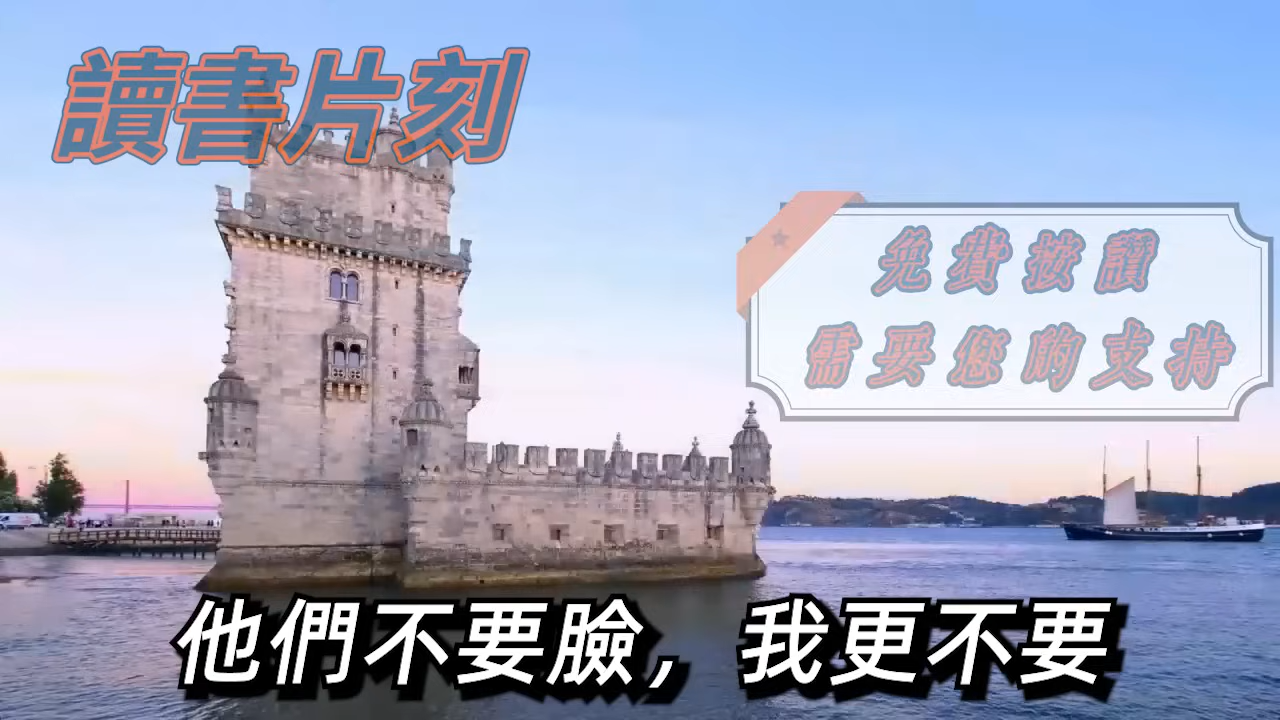 讀書片刻
免費按讚
需要您的支持
他們不要臉，我更不要